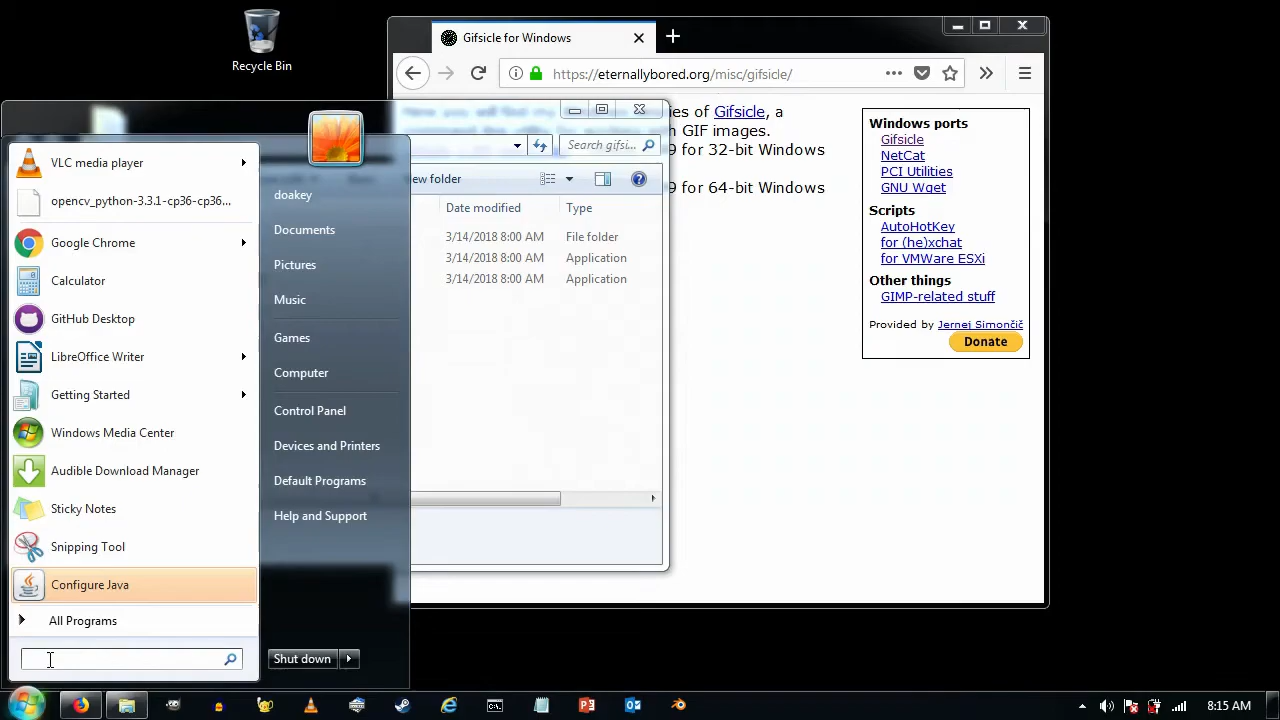 Recycle Bin
Gifsicle for Windows
https://eternallybored.org/misc/gifsicle/
es of Gifsicle, a
with GIF images.
9 for 32-bit Windows
9 for 64-bit Windows
Windows ports
Gifsicle
NetCat
PCI Utilities
GNU Wget
Scripts
AutoHotKey
for (he)xchat
for VMWare ESXi
Other things
GIMP-related stuff
Provided by Jernej Simončič
Donate
Search gifsi...
ew folder
Date modified
Type
3/14/2018 8:00 AM
File folder
3/14/2018 8:00 AM
Application
3/14/2018 8:00 AM
Application
VLC media player
opencv_python-3.3.1-cp36-cp36...
Google Chrome
Calculator
GitHub Desktop
LibreOffice Writer
Getting Started
Windows Media Center
Audible Download Manager
Sticky Notes
Snipping Tool
Configure Java
All Programs
doakey
Documents
Pictures
Music
Games
Computer
Control Panel
Devices and Printers
Default Programs
Help and Support
Shut down
8:15 AM